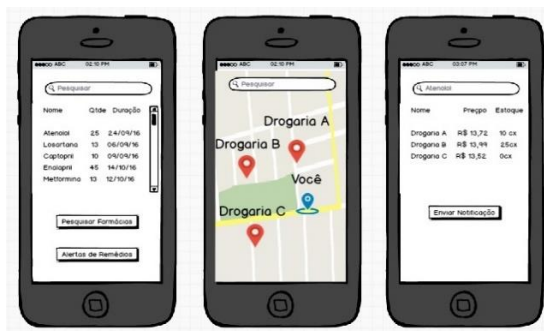 ABC 02:10 PM
Pesquisar
Nome Qtde Duração
Atenolol 25 24/09/16
Losartana 13 06/09/16
Captopril 10 09/09/16
Enalapril 45 14/10/16
Metformina 13 12/10/16
Pesquisar Farmácias
Alertas de Remédios
ABC 02:10 PM
Pesquisar
Drogaria A
Drogaria B
Você
Drogaria C
ABC 03:07 PM
Atenolol
Nome Preçpo Estoque
Drogaria A R$ 13,72 10 cx
Drogaria B R$ 13,99 25cx
Drogaria C R$ 13,52 0cx
Enviar Notificação